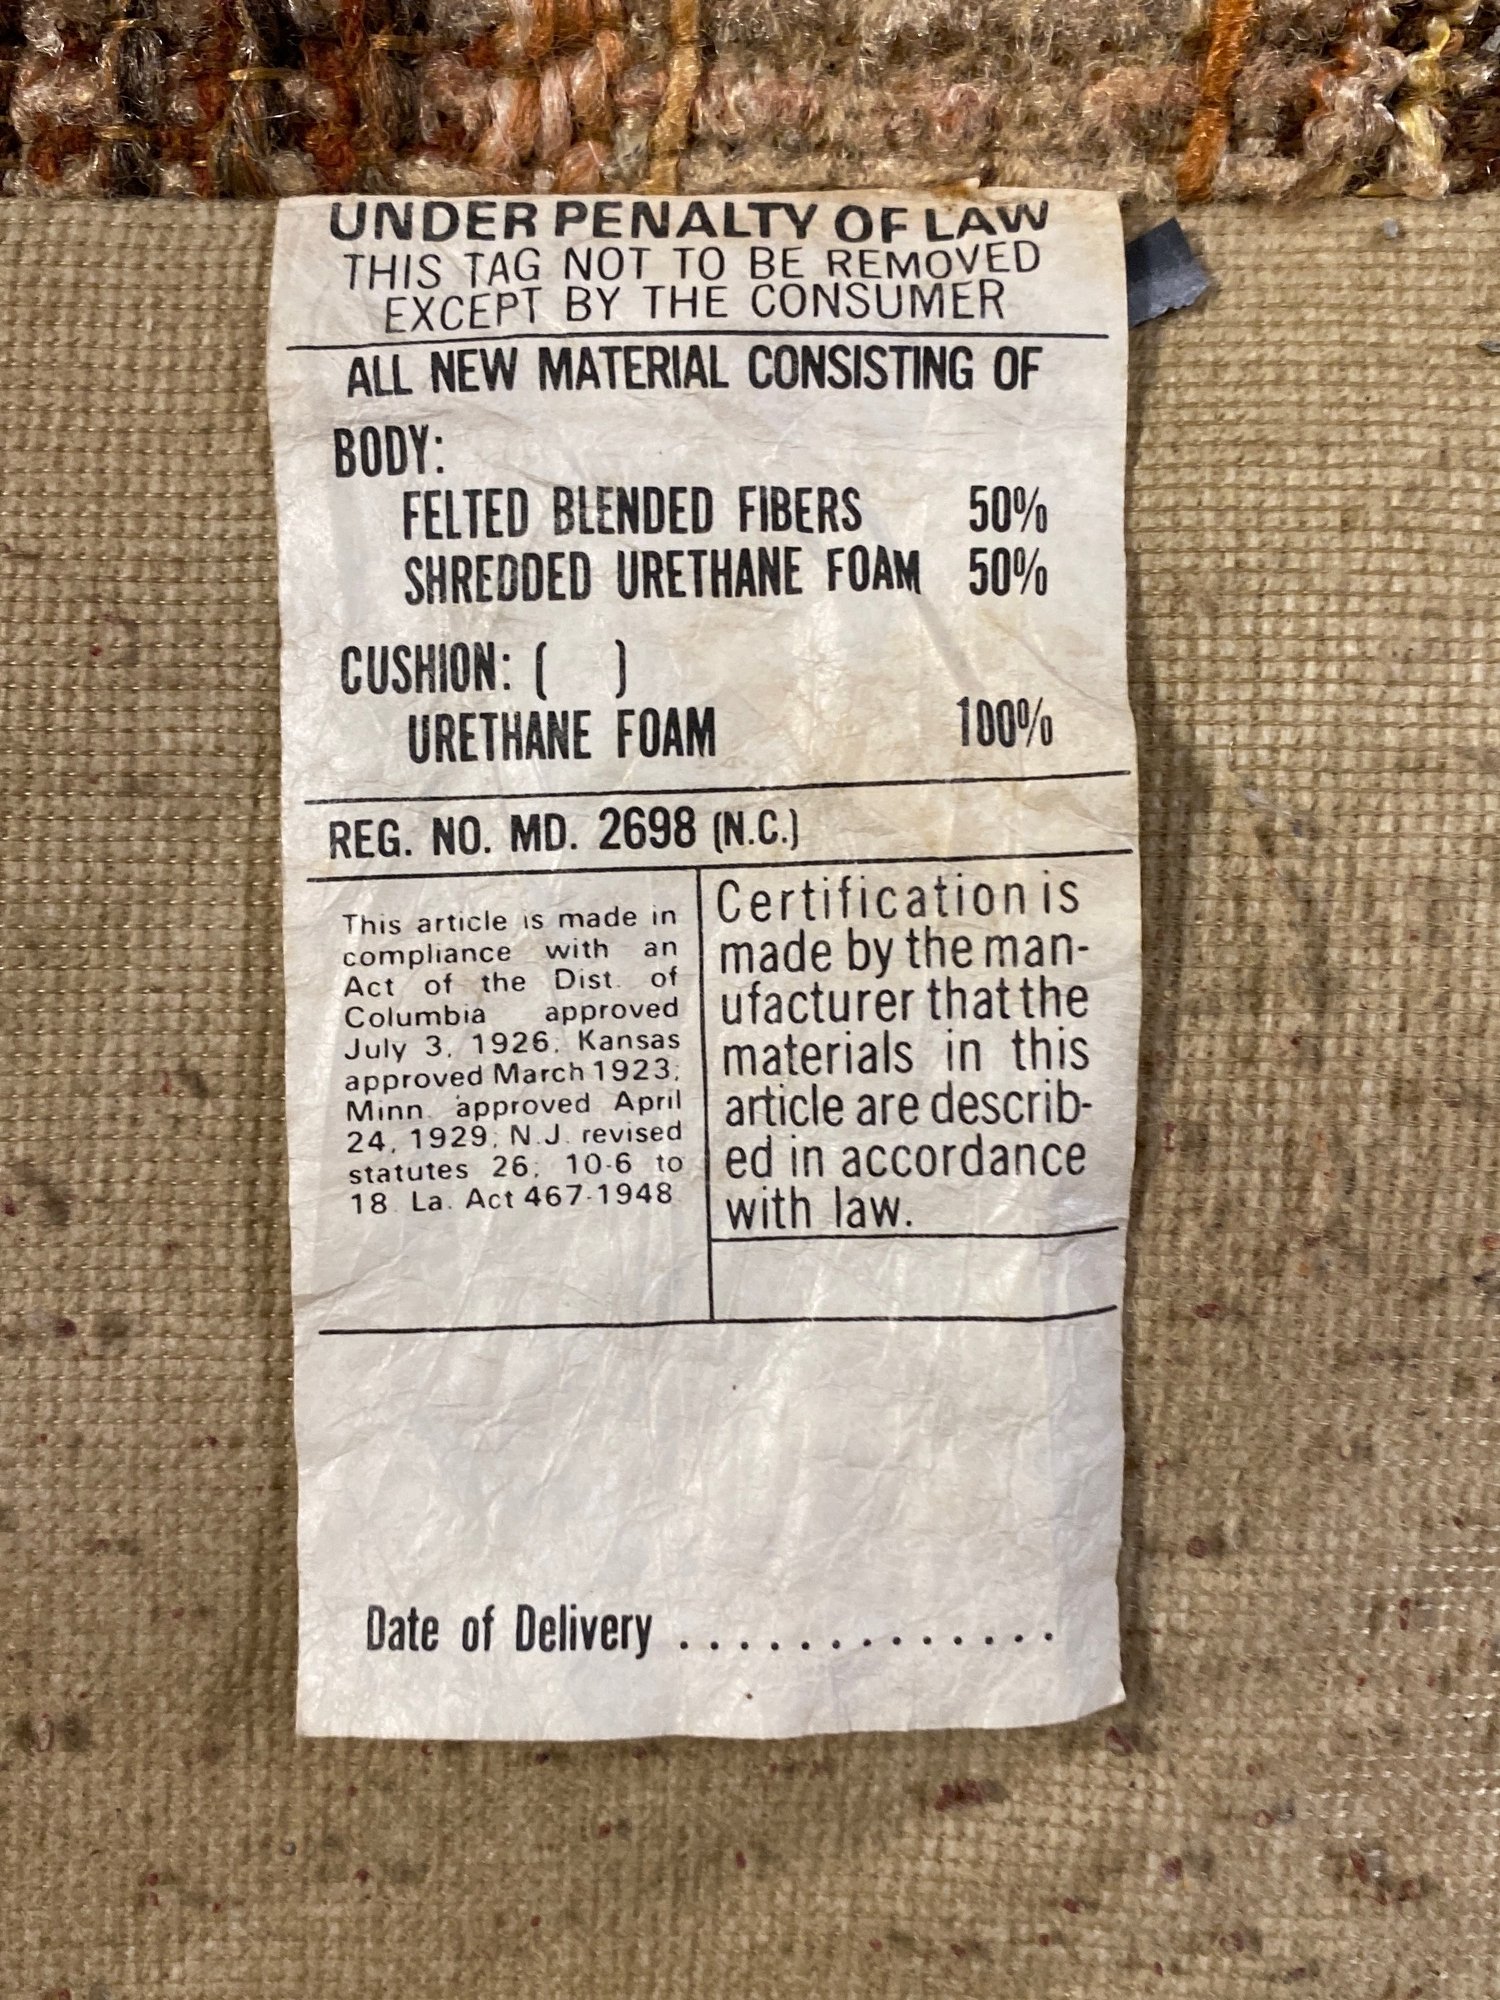 UNDER PENALTY OF LAW
THIS TAG NOT TO BE REMOVED
EXCEPT BY THE CONSUMER
ALL NEW MATERIAL CONSISTING OF
BODY:
FELTED BLENDED FIBERS 50%
SHREDDED URETHANE FOAM 50%
CUSHION: ( )
URETHANE FOAM 100%
REG. NO. MD. 2698 (N.C.)
This article is made in
compliance with an
Act of the Dist. of
Columbia approved
July 3, 1926; Kansas
approved March 1923;
Minn. approved April
24, 1929; N.J. revised
statutes 26; 10-6 to
18. La. Act 467-1948
Certification is
made by the man-
ufacturer that the
materials in this
article are describ-
ed in accordance
with law.
Date of Delivery .............